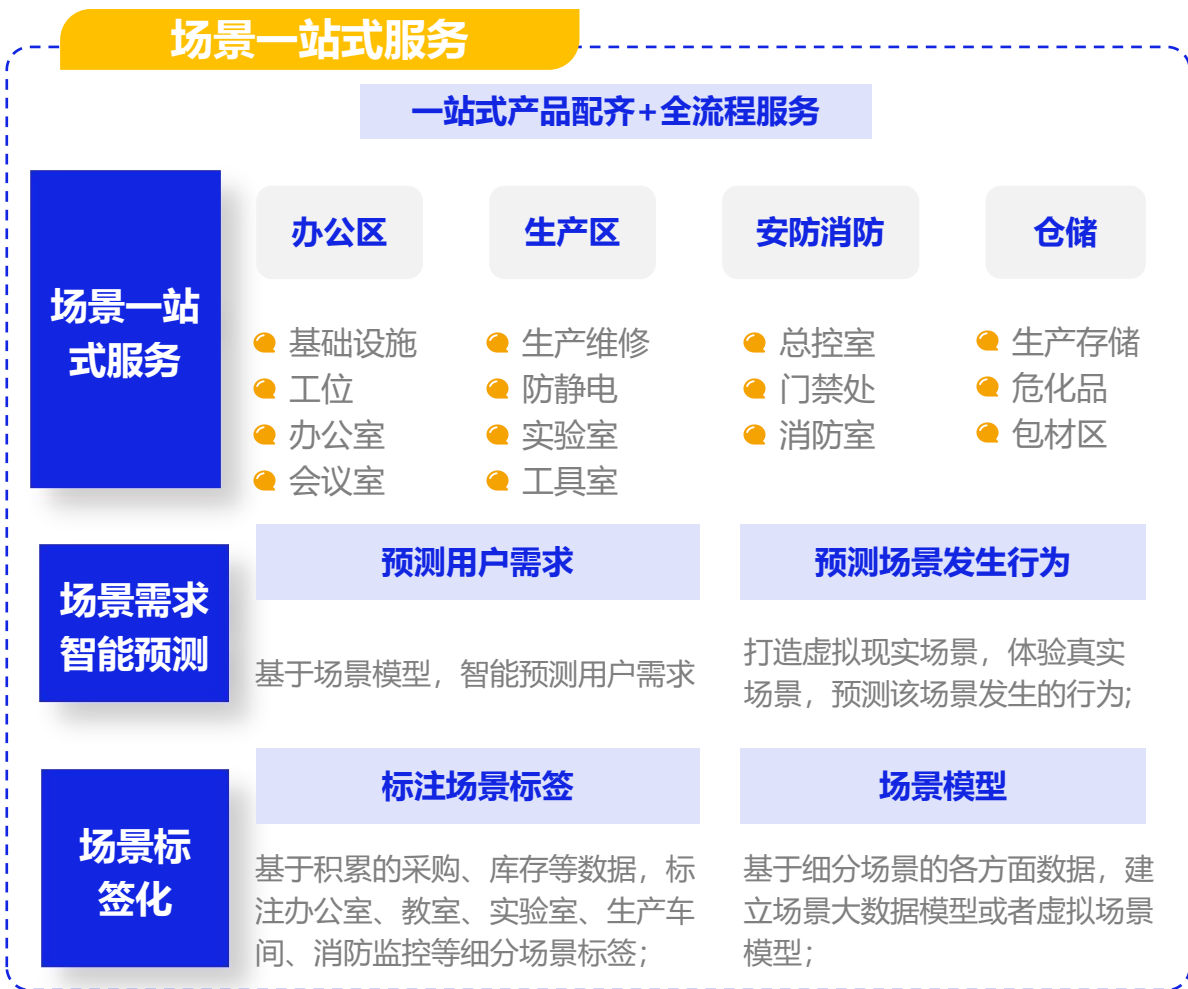 场景一站式服务
一站式产品配齐+全流程服务
场景一站
式服务
办公区
生产区
安防消防
仓储
基础设施
工位
办公室
会议室
生产维修
防静电
实验室
工具室
总控室
门禁处
消防室
生产存储
危化品
包材区
场景需求
智能预测
预测用户需求
基于场景模型，智能预测用户需求
预测场景发生行为
打造虚拟现实场景，体验真实
场景，预测该场景发生的行为;
场景标
签化
标注场景标签
基于积累的采购、库存等数据，标
注办公室、教室、实验室、生产车
间、消防监控等细分场景标签；
场景模型
基于细分场景的各方面数据，建
立场景大数据模型或者虚拟场景
模型；